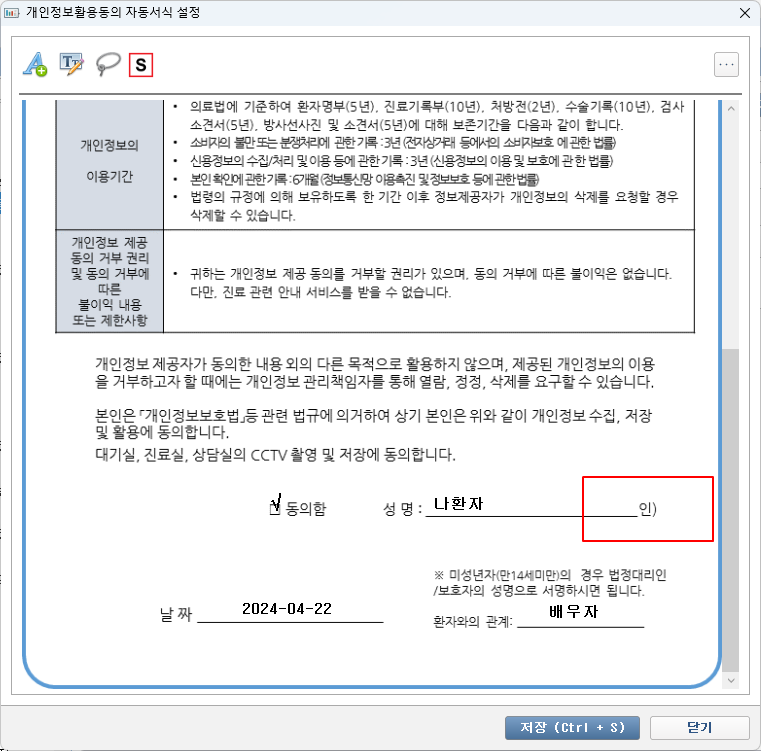 개인정보활용동의 자동서식 설정
S
...
개인정보의
이용기간
• 의료법에 기준하여 환자명부(5년), 진료기록부(10년), 처방전(2년), 수술기록(10년), 검사
소견서(5년), 방사선사진 및 소견서(5년)에 대해 보존기간을 다음과 같이 합니다.
• 소비자의 불만 또는 분쟁처리에 관한 기록 : 3년 (전자상거래 등에서의 소비자보호 에 관한 법률)
• 신용정보의 수집/처리 및 이용 등에 관한 기록 : 3년 (신용정보의 이용 및 보호에 관한 법률)
• 본인 확인에 관한 기록 : 6개월 (정보통신망 이용촉진 및 정보보호 등에 관한 법률)
• 법령의 규정에 의해 보유하도록 한 기간 이후 정보제공자가 개인정보의 삭제를 요청할 경우
삭제할 수 있습니다.
개인정보 제공
동의 거부 권리
및 동의 거부에
따른
불이익 내용
또는 제한사항
• 귀하는 개인정보 제공 동의를 거부할 권리가 있으며, 동의 거부에 따른 불이익은 없습니다.
다만, 진료 관련 안내 서비스를 받을 수 없습니다.
개인정보 제공자가 동의한 내용 외의 다른 목적으로 활용하지 않으며, 제공된 개인정보의 이용
을 거부하고자 할 때에는 개인정보 관리책임자를 통해 열람, 정정, 삭제를 요구할 수 있습니다.
본인은 「개인정보보호법」등 관련 법규에 의거하여 상기 본인은 위와 같이 개인정보 수집, 저장
및 활용에 동의합니다.
대기실, 진료실, 상담실의 CCTV 촬영 및 저장에 동의합니다.
□ √ 동의함 성 명 : 나환자 인)
※ 미성년자(만14세미만)의 경우 법정대리인
/보호자의 성명으로 서명하시면 됩니다.
날 짜 2024-04-22
환자와의 관계: 배우자
저장 (Ctrl + S) 닫기